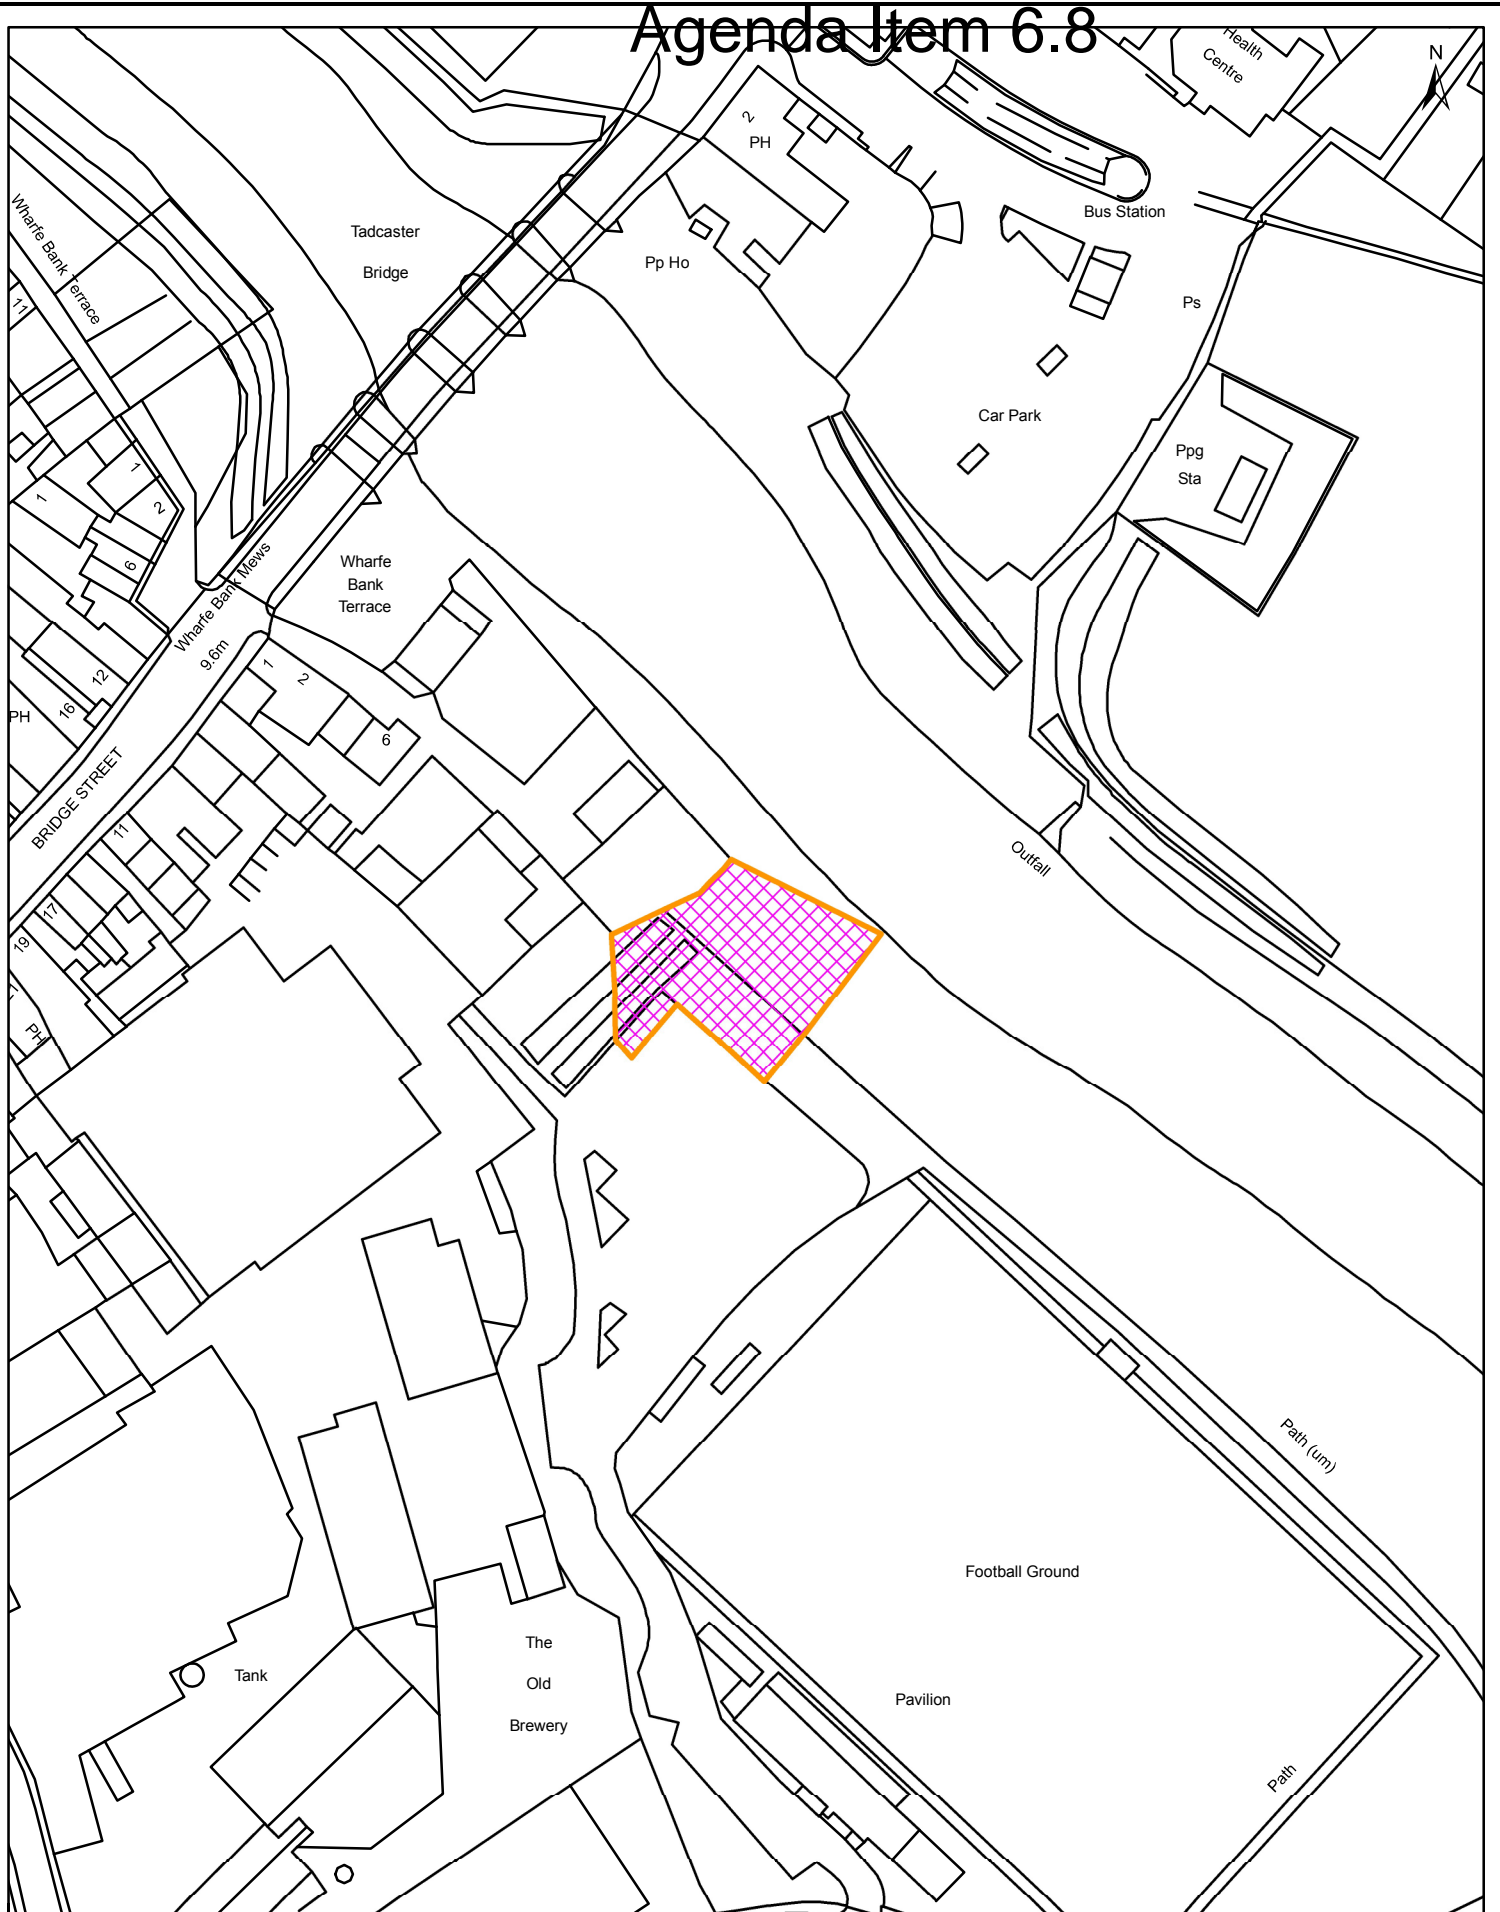 Agenda Item 6.8
Health
Centre
N
2
PH
Bus Station
Wharfe Bank Terrace
Tadcaster
Bridge
Pp Ho
Ps
11
Car Park
Ppg
Sta
1
1
2
6
Wharfe
Bank
Terrace
Wharfe Bank Mews
9.6m
1
2
12
16
PH
6
BRIDGE STREET
11
Outfall
17
19
PH
Path (um)
Football Ground
The
Old
Brewery
Tank
Pavilion
Path